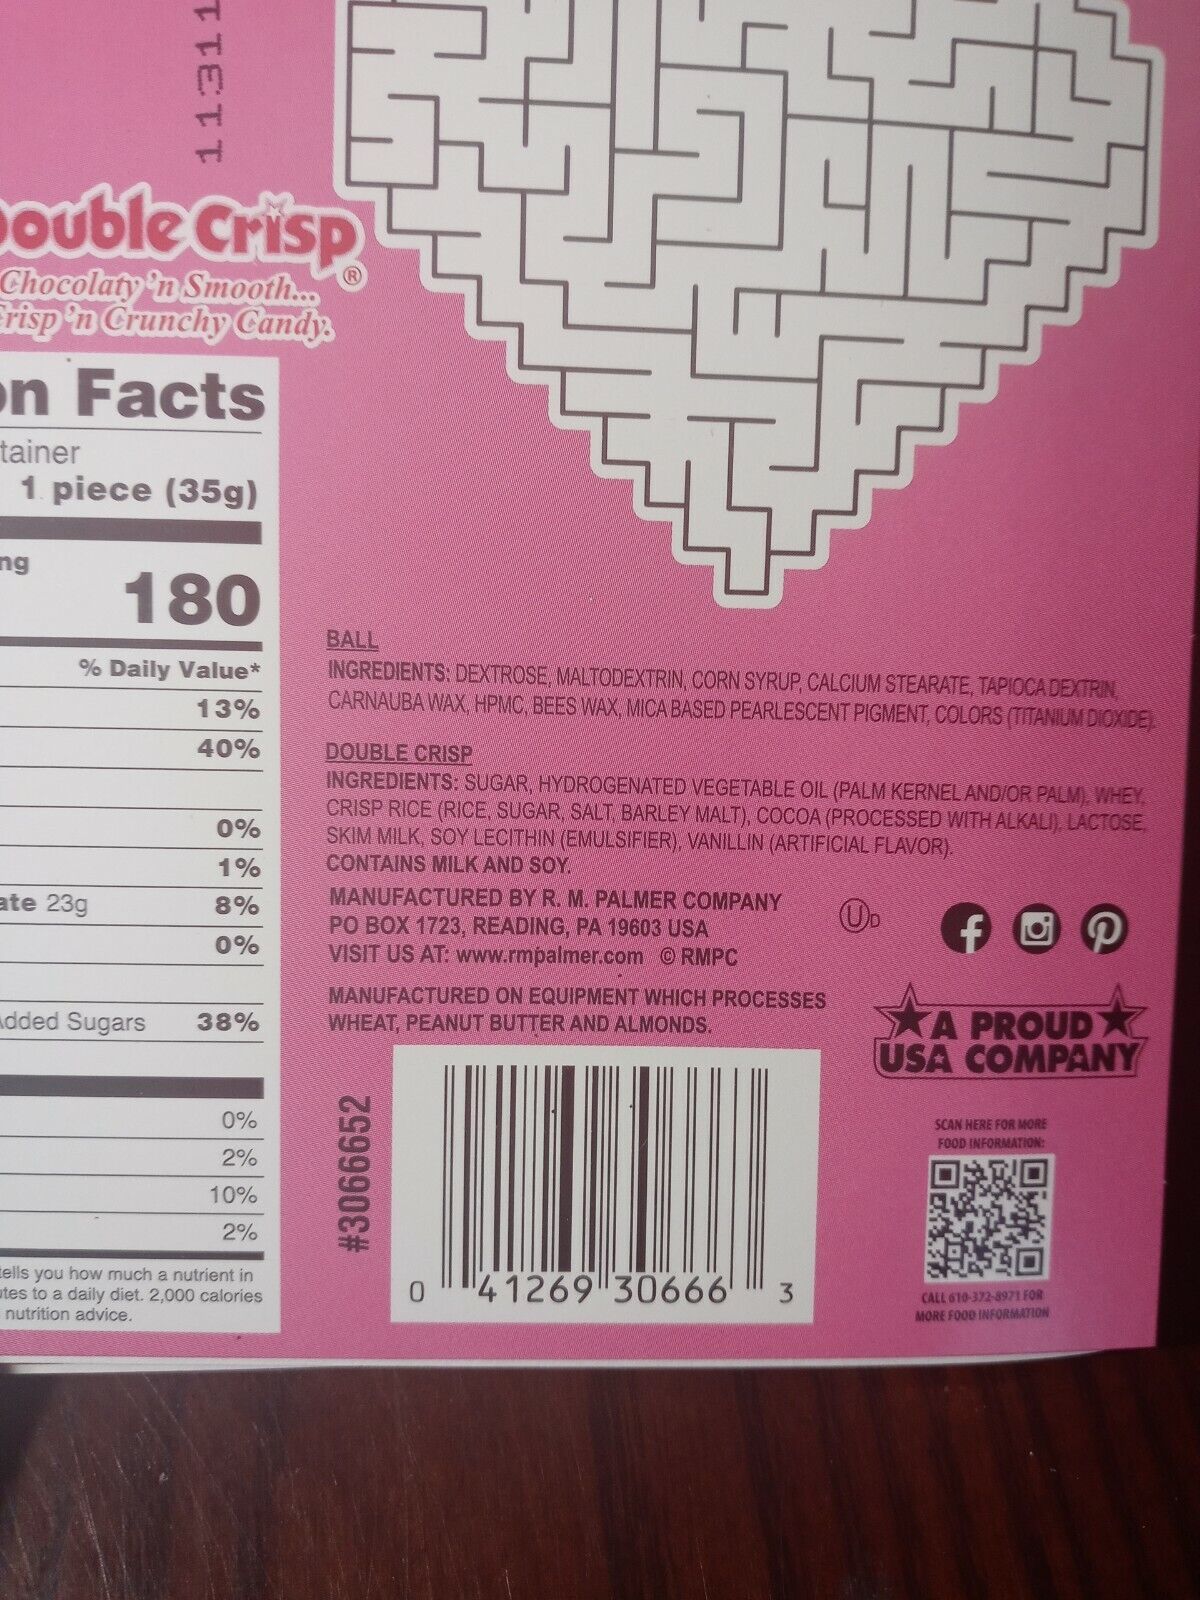 11311
Double Crisp®
Chocolaty 'n Smooth...
Crisp 'n Crunchy Candy.
on Facts
tainer
1 piece (35g)
ng
180
% Daily Value*
13%
40%
0%
1%
ate 23g 8%
0%
Added Sugars 38%
0%
2%
10%
2%
tells you how much a nutrient in
utes to a daily diet. 2,000 calories
nutrition advice.
BALL
INGREDIENTS: DEXTROSE, MALTODEXTRIN, CORN SYRUP, CALCIUM STEARATE, TAPIOCA DEXTRIN,
CARNAUBA WAX, HPMC, BEES WAX, MICA BASED PEARLESCENT PIGMENT, COLORS (TITANIUM DIOXIDE).
DOUBLE CRISP
INGREDIENTS: SUGAR, HYDROGENATED VEGETABLE OIL (PALM KERNEL AND/OR PALM), WHEY,
CRISP RICE (RICE, SUGAR, SALT, BARLEY MALT), COCOA (PROCESSED WITH ALKALI), LACTOSE,
SKIM MILK, SOY LECITHIN (EMULSIFIER), VANILLIN (ARTIFICIAL FLAVOR).
CONTAINS MILK AND SOY.
MANUFACTURED BY R. M. PALMER COMPANY
PO BOX 1723, READING, PA 19603 USA
VISIT US AT: www.rmpalmer.com © RMPC
UD
MANUFACTURED ON EQUIPMENT WHICH PROCESSES
WHEAT, PEANUT BUTTER AND ALMONDS.
A PROUD
USA COMPANY
#3066652
0 41269 30666 3
SCAN HERE FOR MORE
FOOD INFORMATION:
CALL 610-372-8971 FOR
MORE FOOD INFORMATION